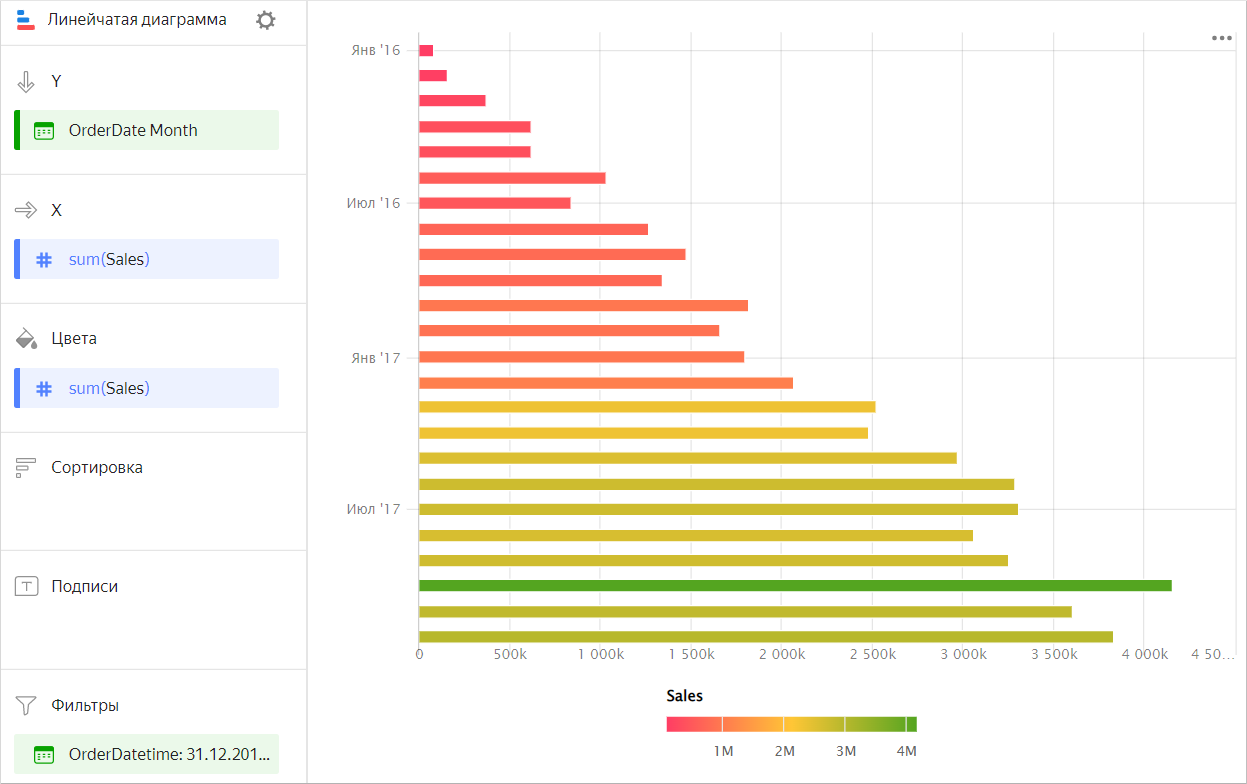 Линейчатая диаграмма
Y
OrderDate Month
X
sum(Sales)
Цвета
sum(Sales)
Сортировка
Подписи
Фильтры
OrderDatetime: 31.12.201...
Янв '16
Июл '16
Янв '17
Июл '17
0 500k 1 000k 1 500k 2 000k 2 500k 3 000k 3 500k 4 000k 4 50...
Sales
1M 2M 3M 4M